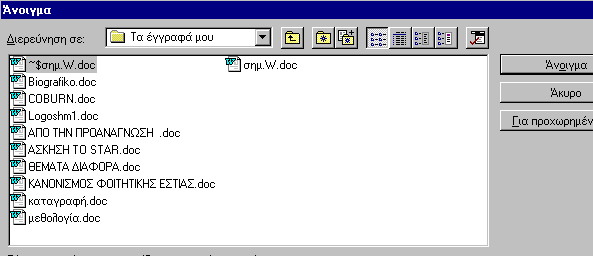 Άνοιγμα
Διερεύνηση σε: Τα έγγραφά μου
~$σημ.W.doc
Biografiko.doc
COBURN.doc
Logoshm1.doc
ΑΠΟ ΤΗΝ ΠΡΟΑΝΑΓΝΩΣΗ .doc
ΑΣΚΗΣΗ ΤΟ STAR.doc
ΘΕΜΑΤΑ ΔΙΑΦΟΡΑ.doc
ΚΑΝΟΝΙΣΜΟΣ ΦΟΙΤΗΤΙΚΗΣ ΕΣΤΙΑΣ.doc
καταγραφή.doc
μεθολογία.doc
σημ.W.doc
Άνοιγμα
Άκυρο
Για προχωρημέν